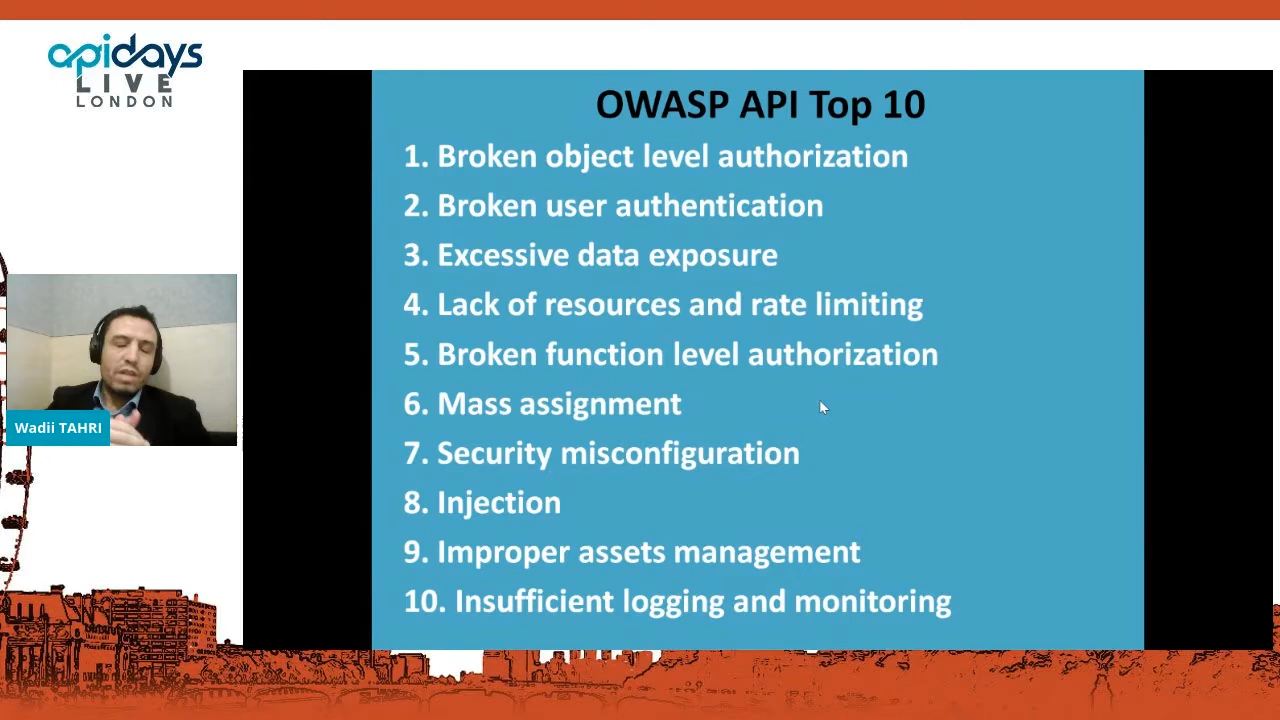 apidays
LIVE
LONDON
OWASP API Top 10
1. Broken object level authorization
2. Broken user authentication
3. Excessive data exposure
4. Lack of resources and rate limiting
5. Broken function level authorization
6. Mass assignment
7. Security misconfiguration
8. Injection
9. Improper assets management
10. Insufficient logging and monitoring
Wadii TAHRI